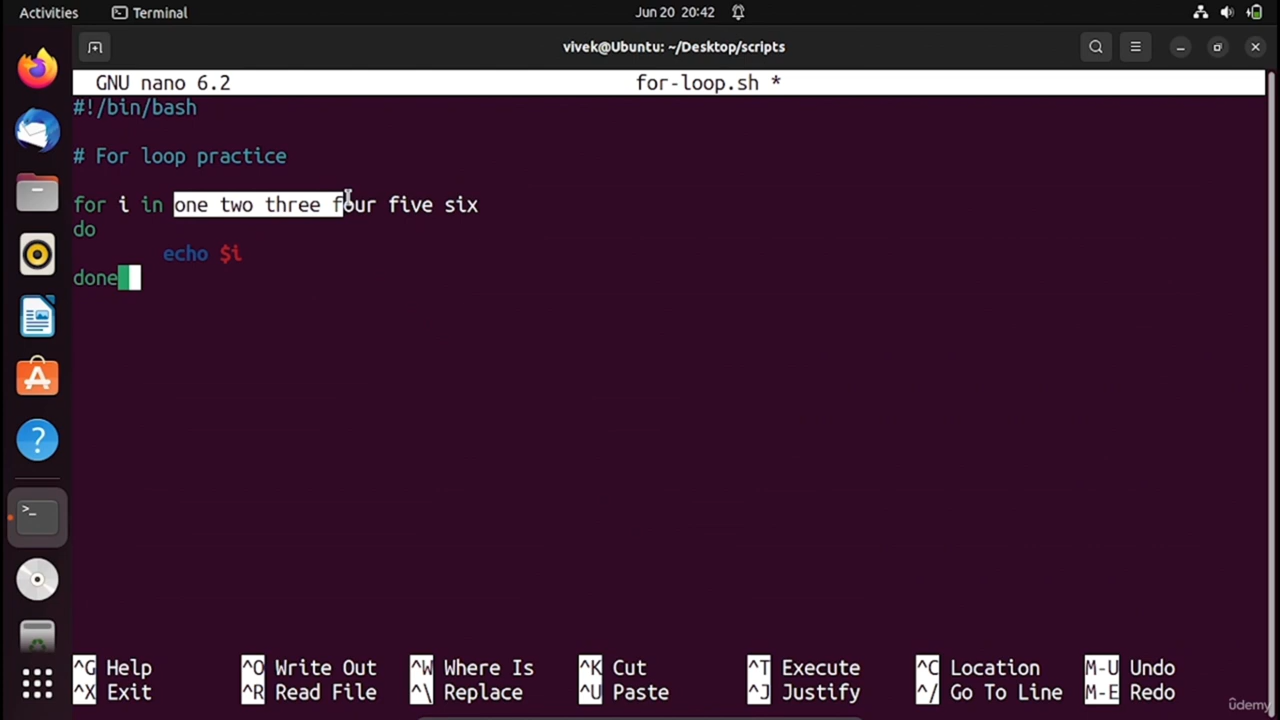 Activities Terminal Jun 20 20:42
vivek@Ubuntu: ~/Desktop/scripts
GNU nano 6.2 for-loop.sh *
#!/bin/bash
# For loop practice
for i in one two three four five six
do
echo $i
done
^G Help ^O Write Out ^W Where Is ^K Cut ^T Execute ^C Location M-U Undo
^X Exit ^R Read File ^\ Replace ^U Paste ^J Justify ^/ Go To Line M-E Redo
ûdemy